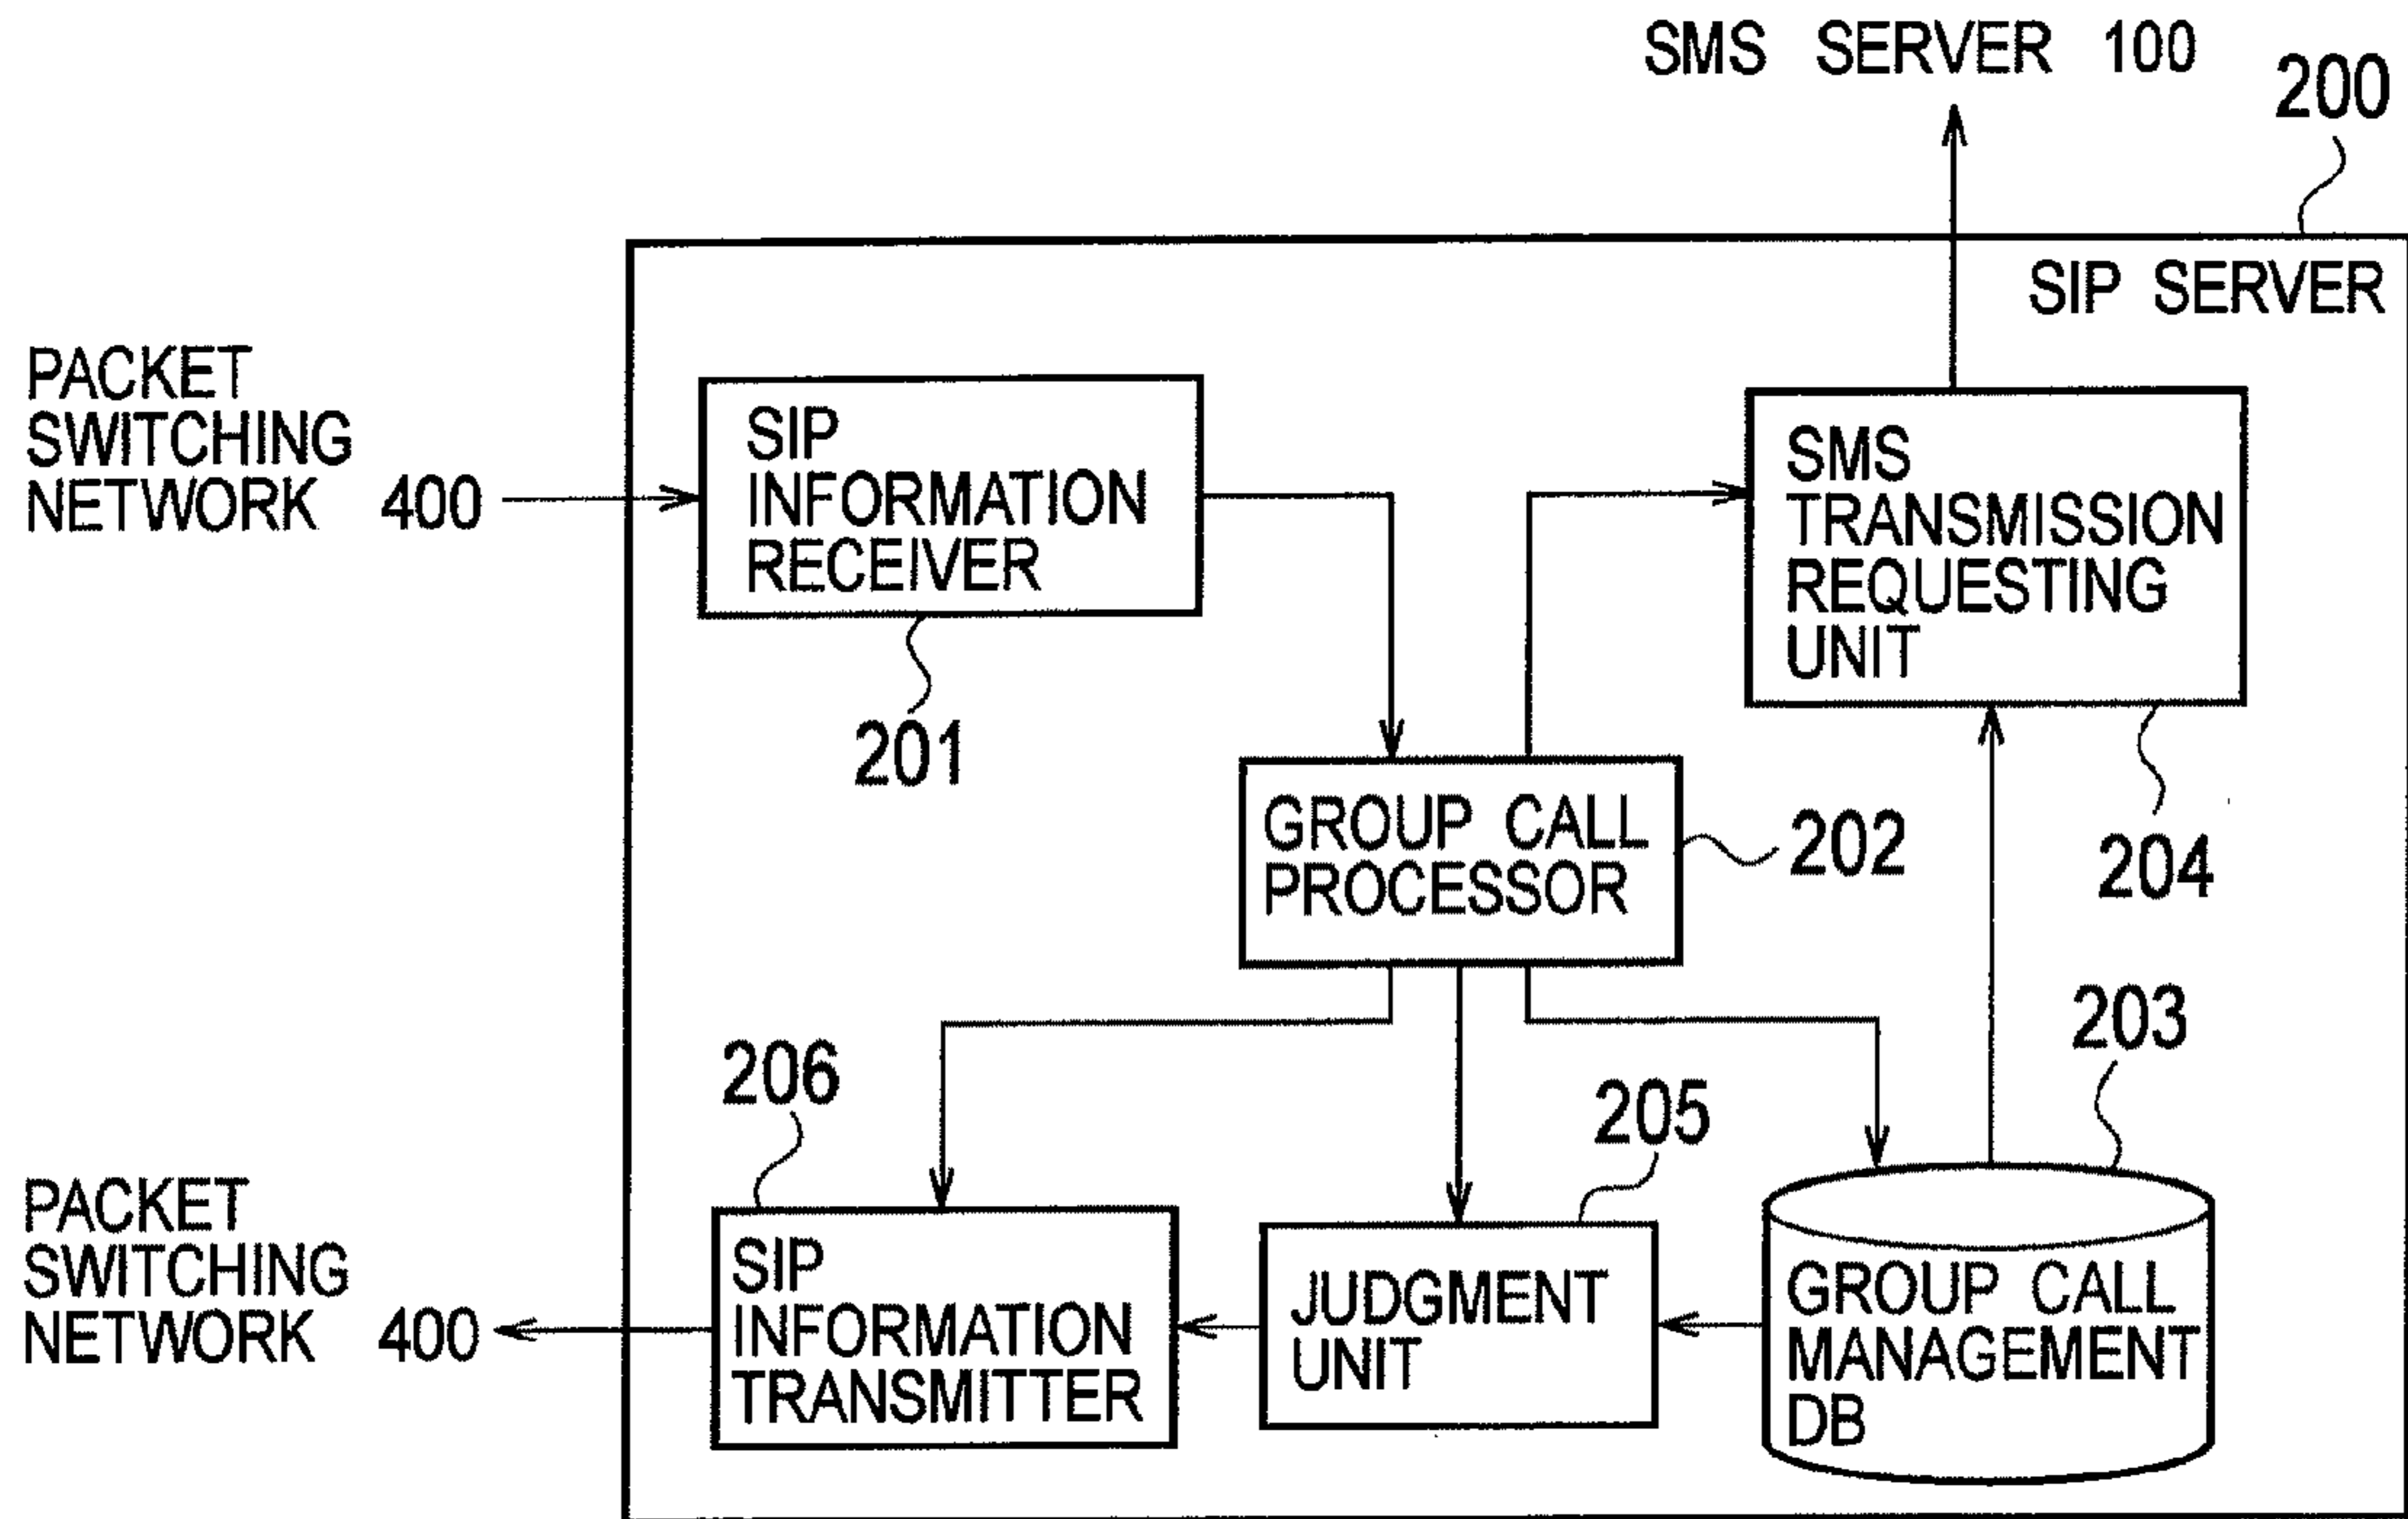 SMS SERVER 100
200
SIP SERVER
PACKET
SWITCHING
NETWORK 400
SIP
INFORMATION
RECEIVER
201
SMS
TRANSMISSION
REQUESTING
UNIT
204
GROUP CALL
PROCESSOR
202
203
206
205
PACKET
SWITCHING
NETWORK 400
SIP
INFORMATION
TRANSMITTER
JUDGMENT
UNIT
GROUP CALL
MANAGEMENT
DB